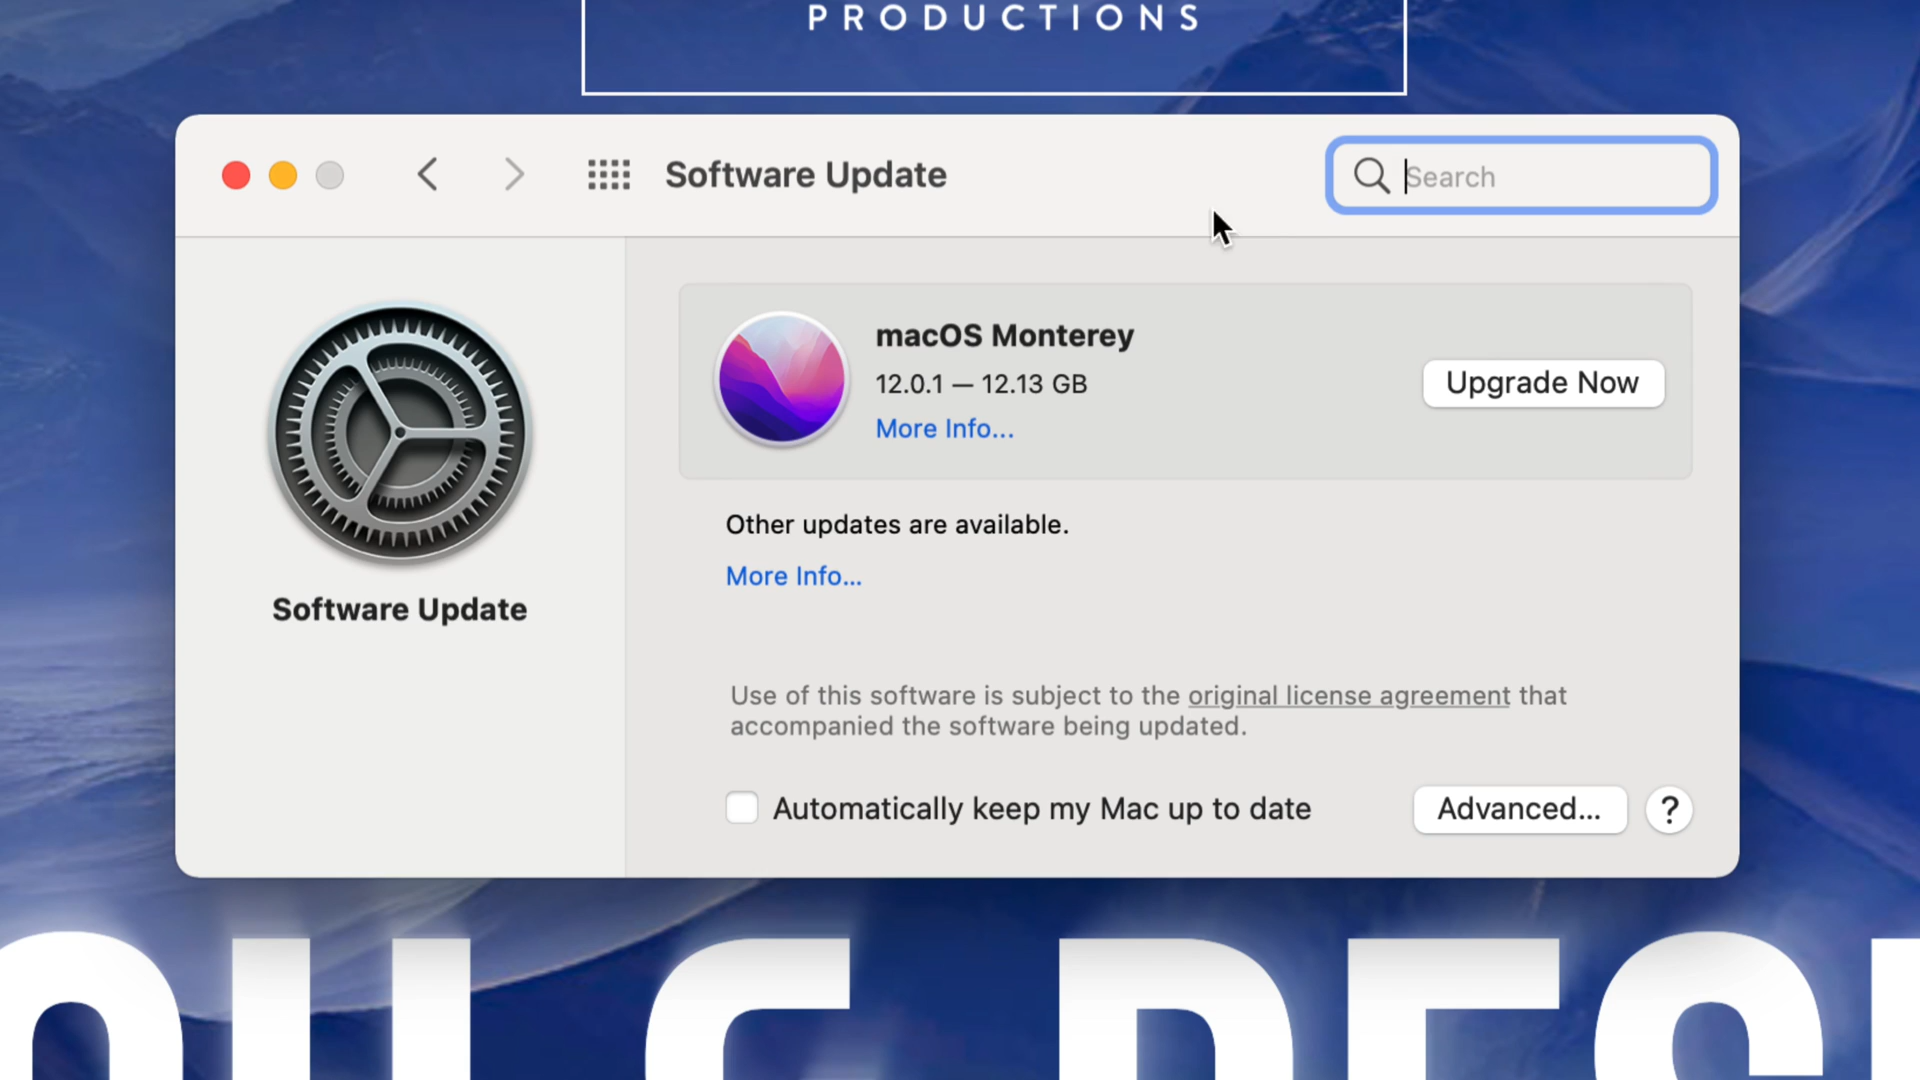 PRODUCTIONS
Software Update
Search
macOS Monterey
12.0.1 — 12.13 GB
More Info...
Upgrade Now
Other updates are available.
More Info...
Software Update
Use of this software is subject to the original license agreement that
accompanied the software being updated.
Automatically keep my Mac up to date
Advanced...
?